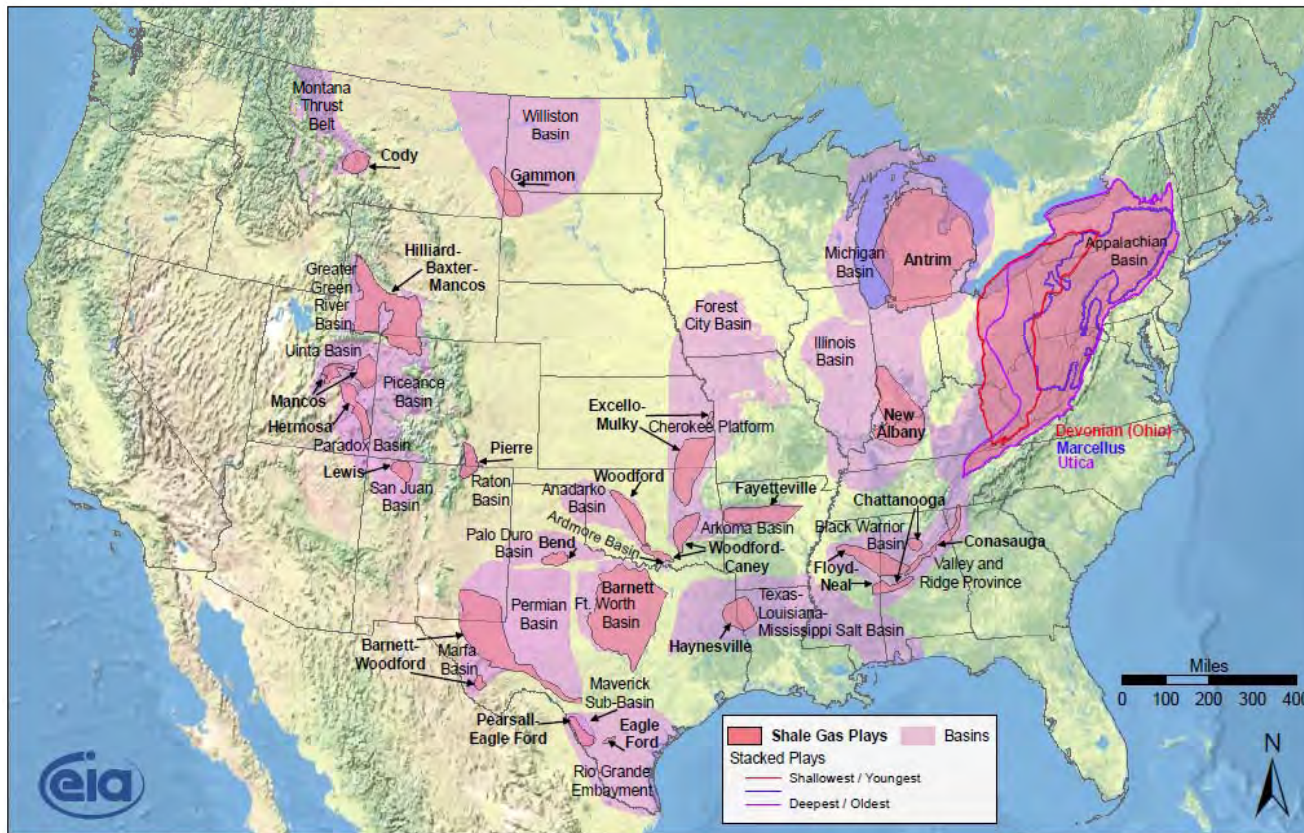 Montana
Thrust
Belt
Cody
Williston
Basin
Gammon
Hilliard-
Baxter-
Mancos
Greater
Green
River
Basin
Uinta Basin
Piceance
Basin
Mancos
Hermosa
Paradox Basin
Lewis
San Juan
Basin
Pierre
Raton
Basin
Michigan
Basin
Antrim
Appalachian
Basin
Forest
City Basin
Illinois
Basin
New
Albany
Excello-
Mulky
Cherokee Platform
Devonian (Ohio)
Marcellus
Utica
Woodford
Anadarko
Basin
Fayetteville
Arkoma Basin
Ardmore Basin
Palo Duro
Basin
Bend
Woodford-
Caney
Chattanooga
Black Warrior
Basin
Conasauga
Floyd-
Neal
Valley and
Ridge Province
Permian
Basin
Barnett
Ft. Worth
Basin
Texas-
Louisiana-
Mississippi Salt Basin
Haynesville
Barnett-
Woodford
Marfa
Basin
Maverick
Sub-Basin
Pearsall-
Eagle Ford
Eagle
Ford
Rio Grande
Embayment
Miles
0 100 200 300 400
Shale Gas Plays
Basins
Stacked Plays
Shallowest / Youngest
Deepest / Oldest
N
eia